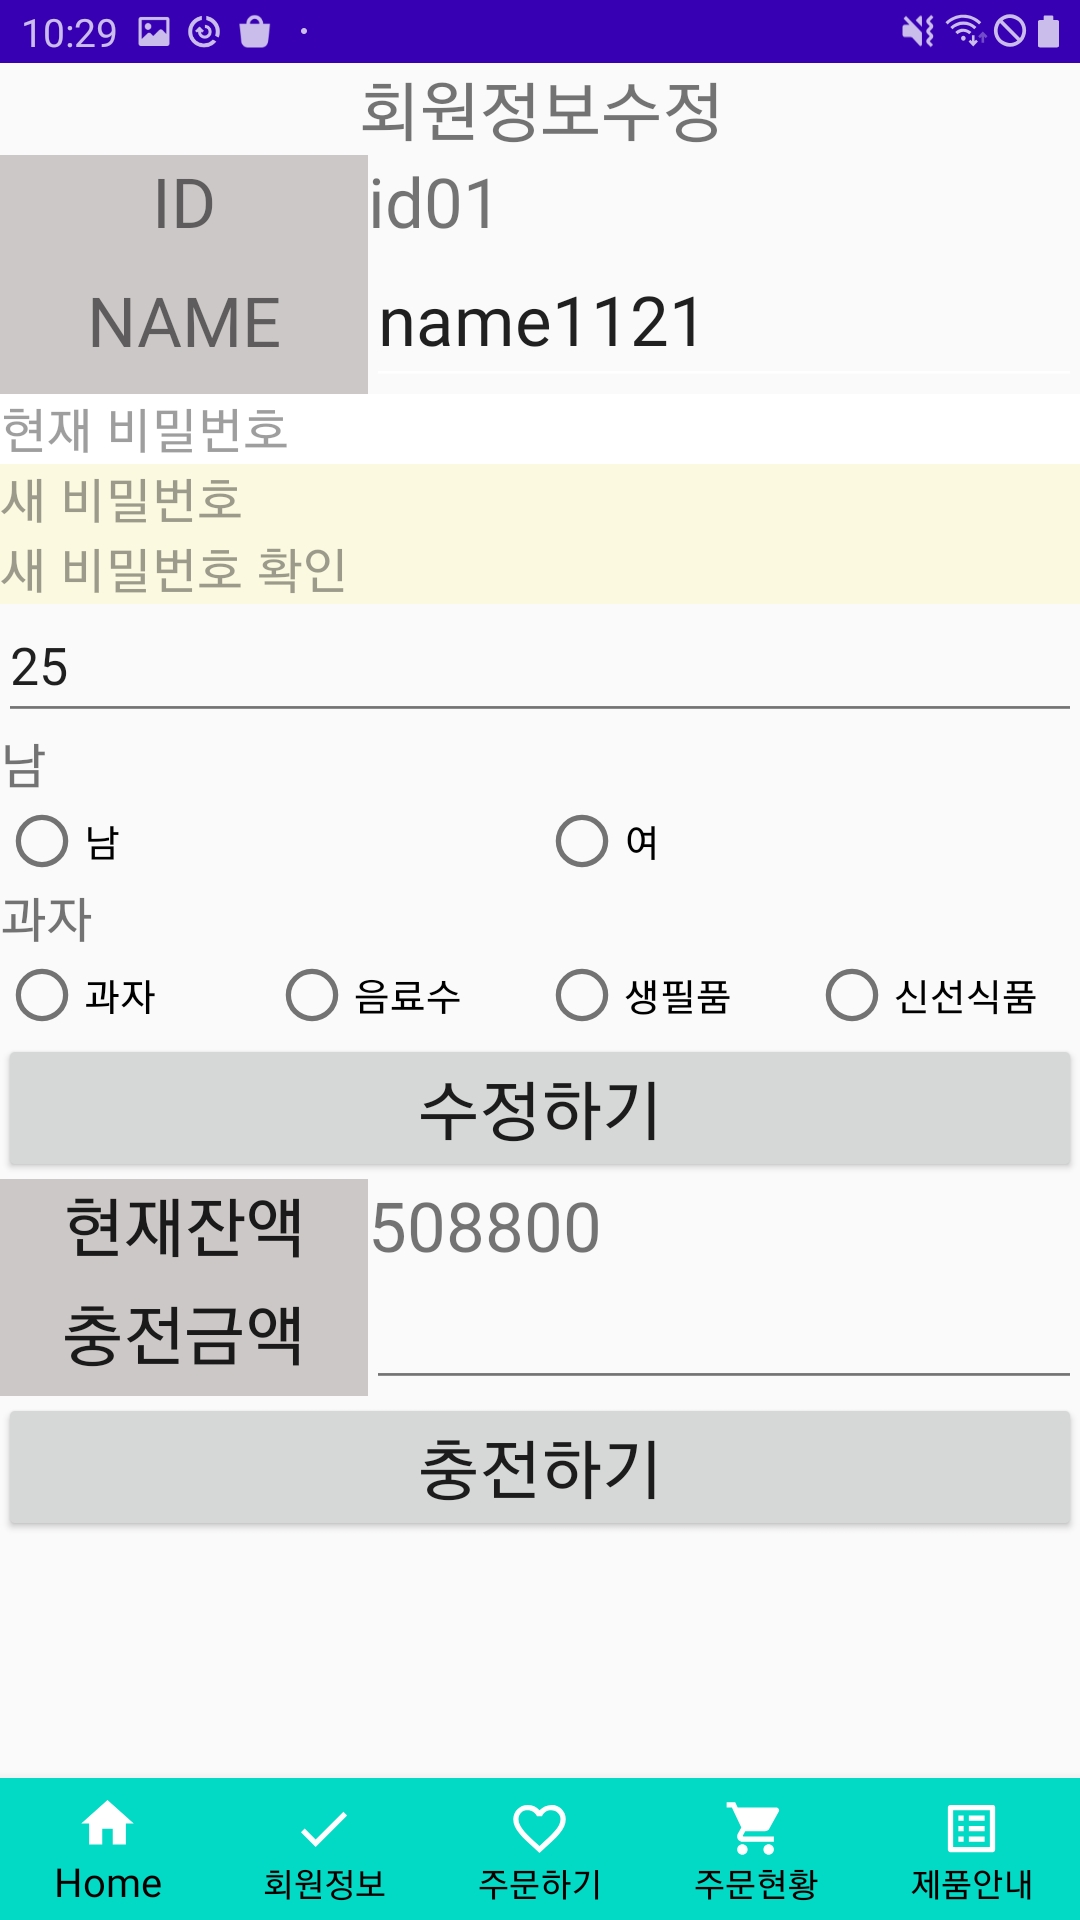 10:29
회원정보수정
ID id01
NAME name1121
현재 비밀번호
새 비밀번호
새 비밀번호 확인
25
남
남 여
과자
과자 음료수 생필품 신선식품
수정하기
현재잔액 508800
충전금액
충전하기
Home 회원정보 주문하기 주문현황 제품안내